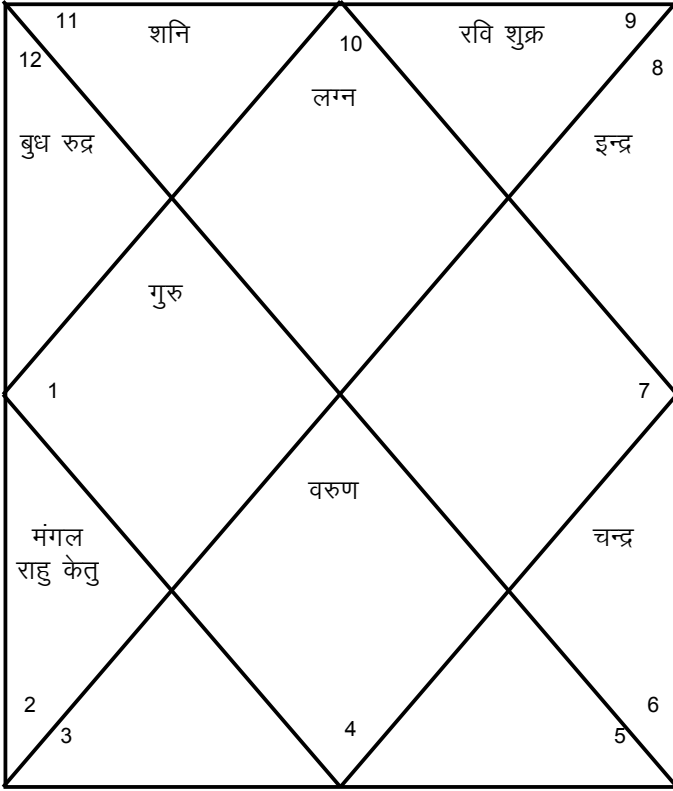 11
शनि
10
रवि शुक्र
9
12
8
लग्न
बुध रुद्र
इन्द्र
गुरु
1
7
वरुण
मंगल
राहु केतु
चन्द्र
2
3
4
5
6